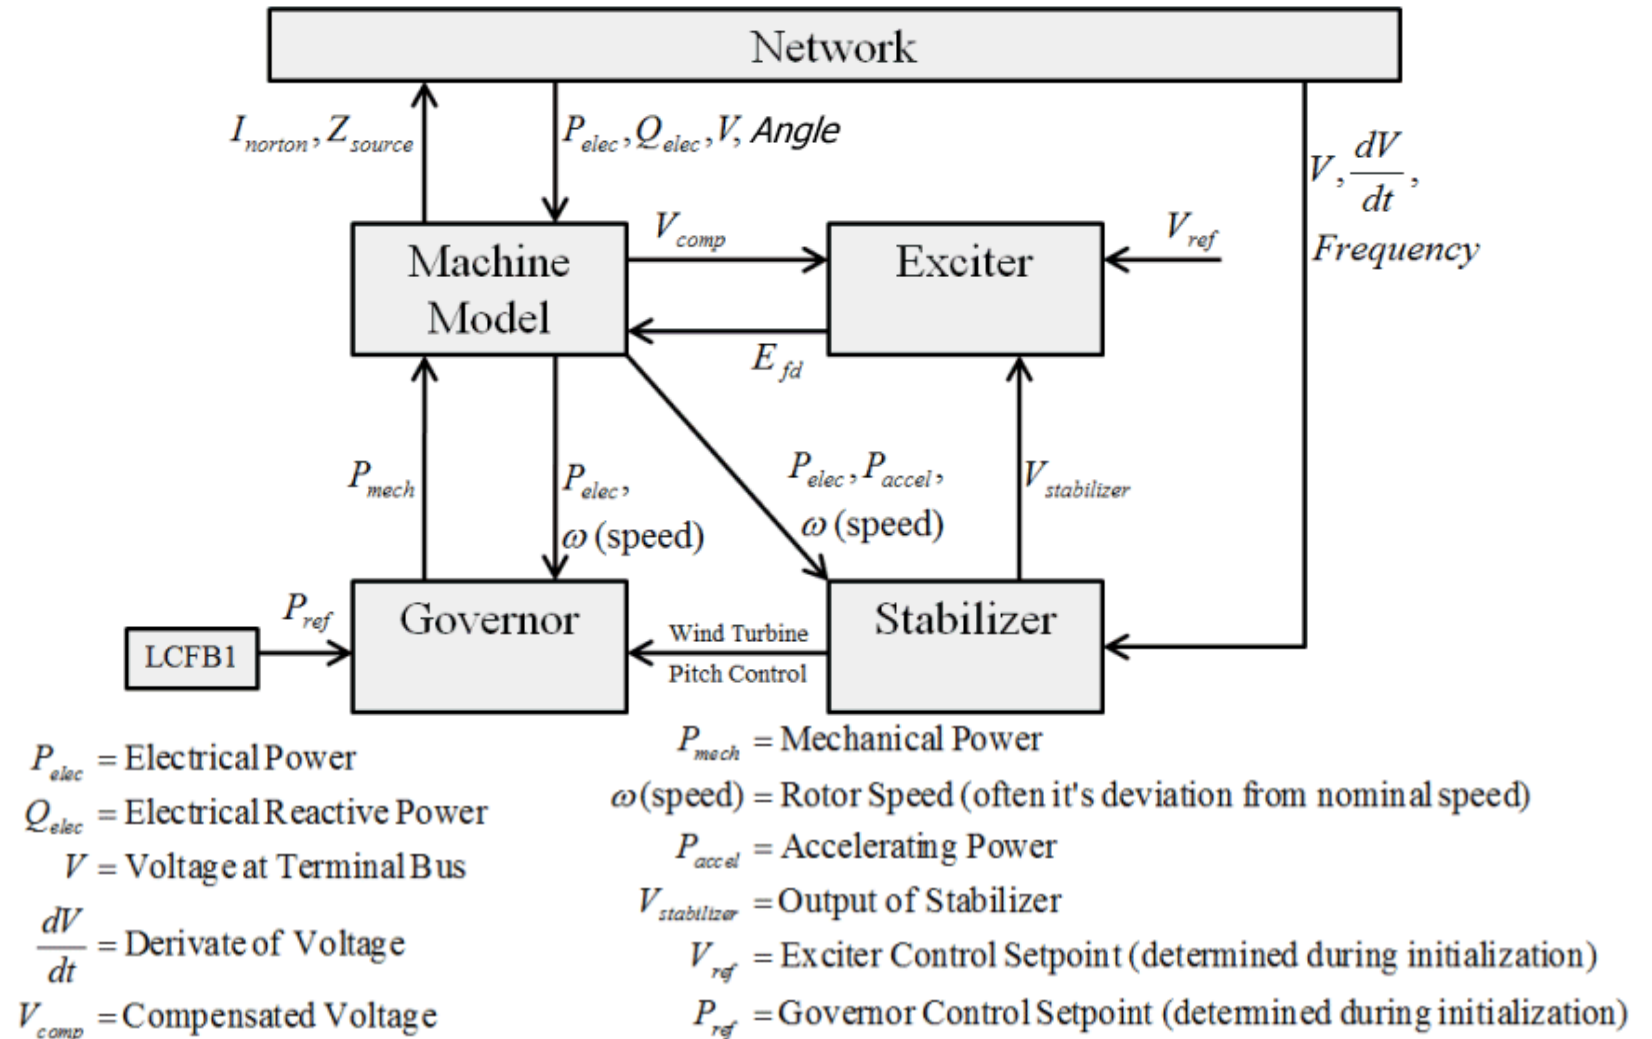 Network
I_norton, Z_source
P_elec, Q_elec, V, Angle
V, dV/dt,
Frequency
V_comp
V_ref
Machine
Model
Exciter
E_fd
P_mech
P_elec,
ω (speed)
P_elec, P_accel,
ω (speed)
V_stabilizer
P_ref
LCFB1
Governor
Wind Turbine
Pitch Control
Stabilizer
P_elec = Electrical Power
Q_elec = Electrical Reactive Power
V = Voltage at Terminal Bus
dV/dt = Derivate of Voltage
V_comp = Compensated Voltage
P_mech = Mechanical Power
ω (speed) = Rotor Speed (often it's deviation from nominal speed)
P_accel = Accelerating Power
V_stabilizer = Output of Stabilizer
V_ref = Exciter Control Setpoint (determined during initialization)
P_ref = Governor Control Setpoint (determined during initialization)